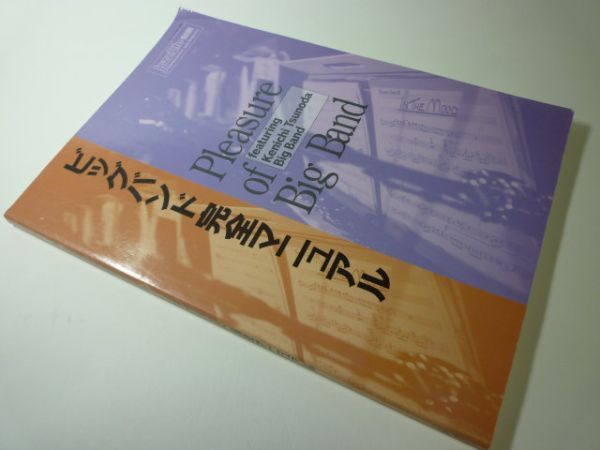 Pleasure
of
Big Band
featuring
Kenichi Tsunoda
Big Band
ビッグバンド完全マニュアル
IN THE MOOD